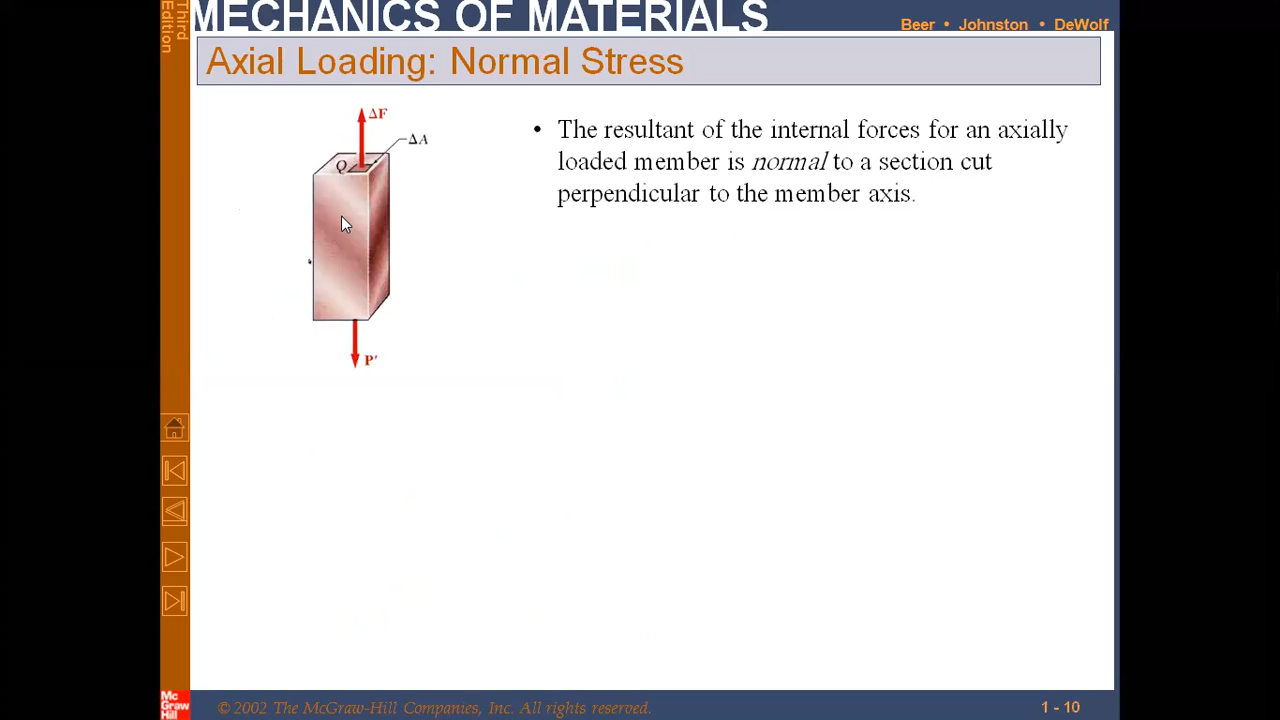 MECHANICS OF MATERIALS
Third
Edition
Beer • Johnston • DeWolf
Axial Loading: Normal Stress
ΔF
ΔA
Q
P'
• The resultant of the internal forces for an axially
loaded member is normal to a section cut
perpendicular to the member axis.
Mc
Graw
Hill
© 2002 The McGraw-Hill Companies, Inc. All rights reserved.
1 - 10